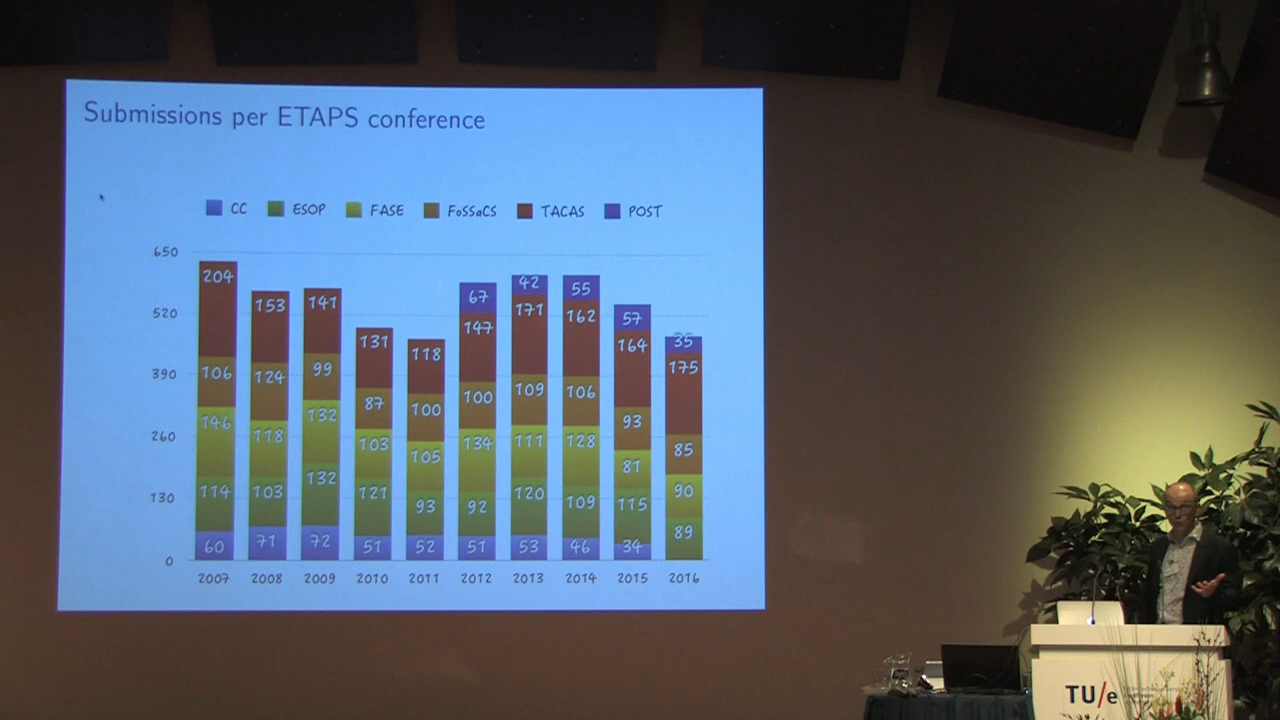 Submissions per ETAPS conference
CC ESOP FASE FoSSaCS TACAS POST
650
520
390
260
130
0
204 106 146 114 60
153 124 118 103 71
141 99 132 132 72
131 87 103 121 51
118 100 105 93 52
67 147 100 134 92 51
42 171 109 111 120 53
55 162 106 128 109 46
57 164 93 81 115 34
35 175 85 90 89
2007 2008 2009 2010 2011 2012 2013 2014 2015 2016
TU/e